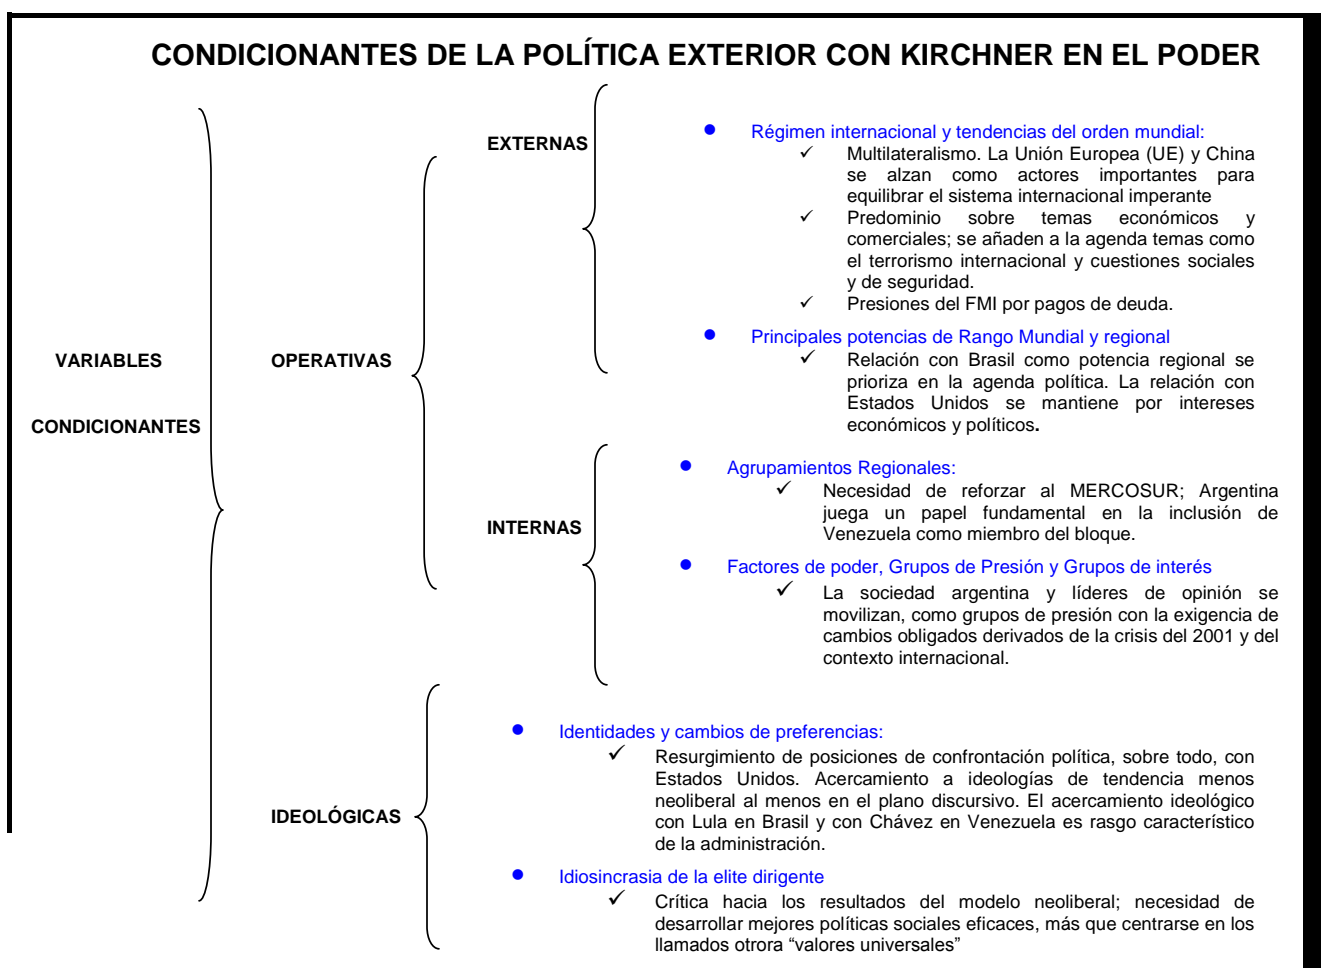 CONDICIONANTES DE LA POLÍTICA EXTERIOR CON KIRCHNER EN EL PODER
VARIABLES
CONDICIONANTES
OPERATIVAS
EXTERNAS
• Régimen internacional y tendencias del orden mundial:
✓ Multilateralismo. La Unión Europea (UE) y China
se alzan como actores importantes para
equilibrar el sistema internacional imperante
✓ Predominio sobre temas económicos y
comerciales; se añaden a la agenda temas como
el terrorismo internacional y cuestiones sociales
y de seguridad.
✓ Presiones del FMI por pagos de deuda.
• Principales potencias de Rango Mundial y regional
✓ Relación con Brasil como potencia regional se
prioriza en la agenda política. La relación con
Estados Unidos se mantiene por intereses
económicos y políticos.
INTERNAS
• Agrupamientos Regionales:
✓ Necesidad de reforzar al MERCOSUR; Argentina
juega un papel fundamental en la inclusión de
Venezuela como miembro del bloque.
• Factores de poder, Grupos de Presión y Grupos de interés
✓ La sociedad argentina y líderes de opinión se
movilizan, como grupos de presión con la exigencia de
cambios obligados derivados de la crisis del 2001 y del
contexto internacional.
IDEOLÓGICAS
• Identidades y cambios de preferencias:
✓ Resurgimiento de posiciones de confrontación política, sobre todo, con
Estados Unidos. Acercamiento a ideologías de tendencia menos
neoliberal al menos en el plano discursivo. El acercamiento ideológico
con Lula en Brasil y con Chávez en Venezuela es rasgo característico
de la administración.
• Idiosincrasia de la elite dirigente
✓ Crítica hacia los resultados del modelo neoliberal; necesidad de
desarrollar mejores políticas sociales eficaces, más que centrarse en los
llamados otrora “valores universales”